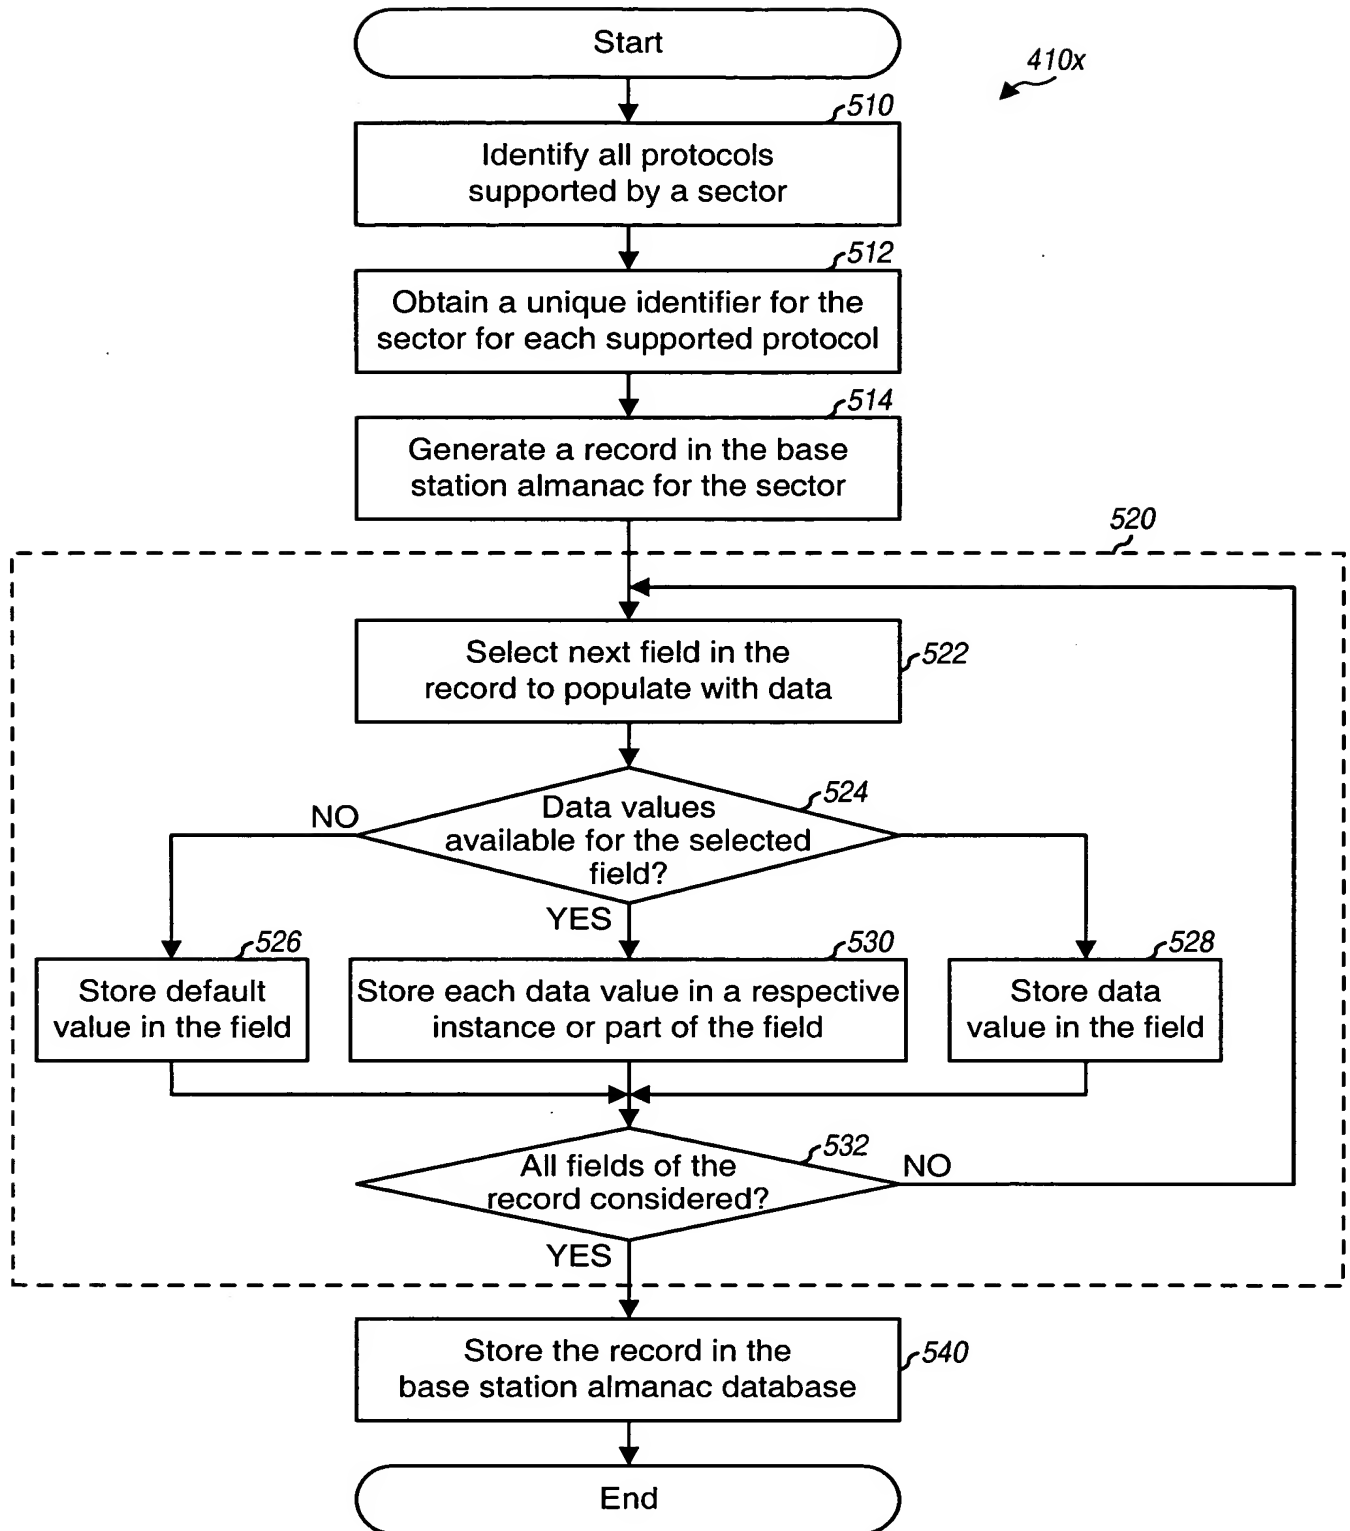 Start
410x
510
Identify all protocols
supported by a sector
512
Obtain a unique identifier for the
sector for each supported protocol
514
Generate a record in the base
station almanac for the sector
520
Select next field in the
record to populate with data
522
524
Data values
available for the selected
field?
NO
YES
526
Store default
value in the field
530
Store each data value in a respective
instance or part of the field
528
Store data
value in the field
532
All fields of the
record considered?
NO
YES
Store the record in the
base station almanac database
540
End